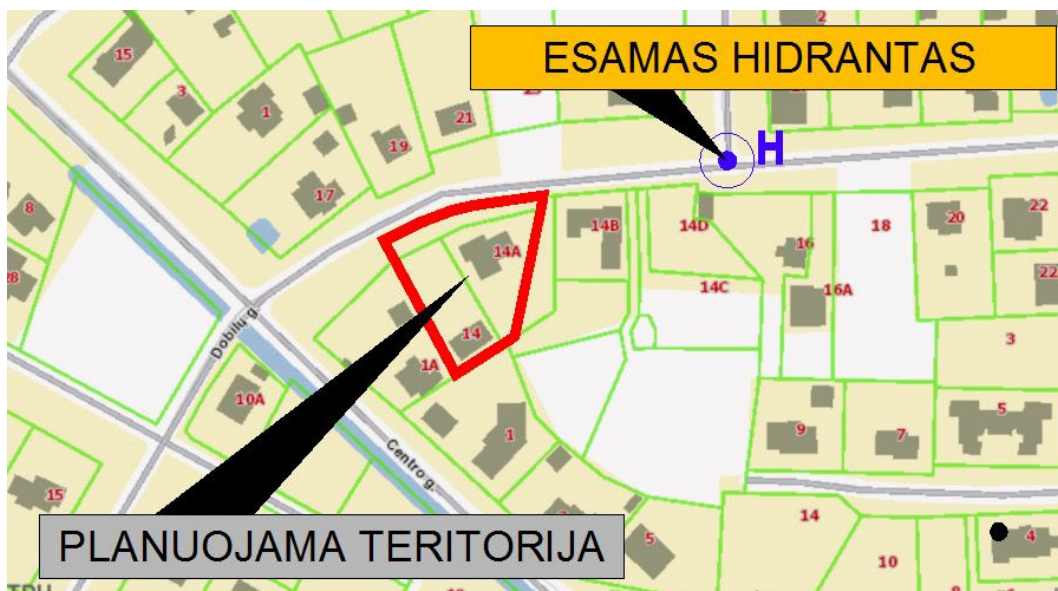 ESAMAS HIDRANTAS
2
15
3
1
21
19
H
17
8
14A
14B
14D
18
20
22
16
28
14C
16A
22
Dobilų g.
14
3
1A
10A
5
1
9
7
Centro g.
15
14
PLANUOJAMA TERITORIJA
5
4
10